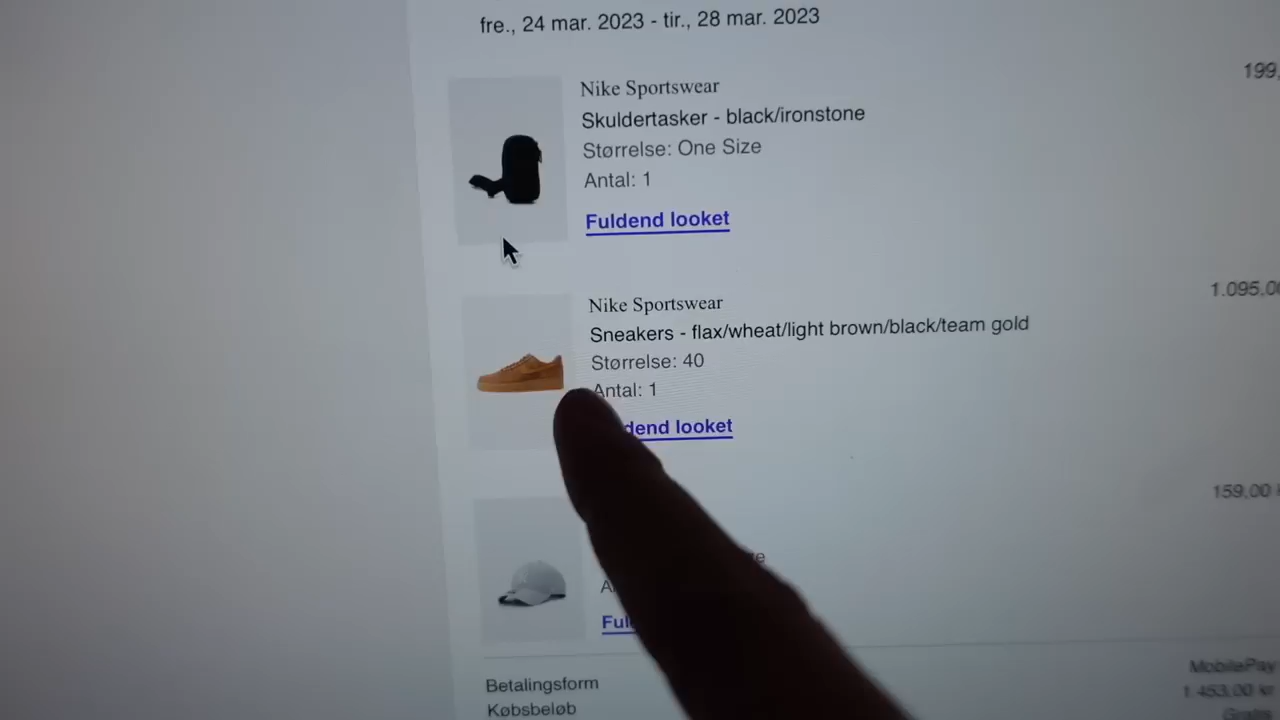 fre., 24 mar. 2023 - tir., 28 mar. 2023
Nike Sportswear
199,
Skuldertasker - black/ironstone
Størrelse: One Size
Antal: 1
Fuldend looket
Nike Sportswear
1.095,0
Sneakers - flax/wheat/light brown/black/team gold
Størrelse: 40
Antal: 1
dend looket
159,00
Ful
Betalingsform
MobilePay
Købsbeløb
1 453,00 kr
Gratis